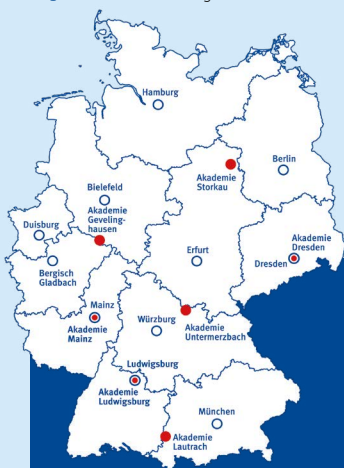 Hamburg
Berlin
Akademie
Storkau
Bielefeld
Akademie
Geveling-
hausen
Duisburg
Bergisch
Gladbach
Erfurt
Akademie
Dresden
Dresden
Mainz
Akademie
Mainz
Würzburg
Akademie
Untermerzbach
Ludwigsburg
Akademie
Ludwigsburg
München
Akademie
Lautrach